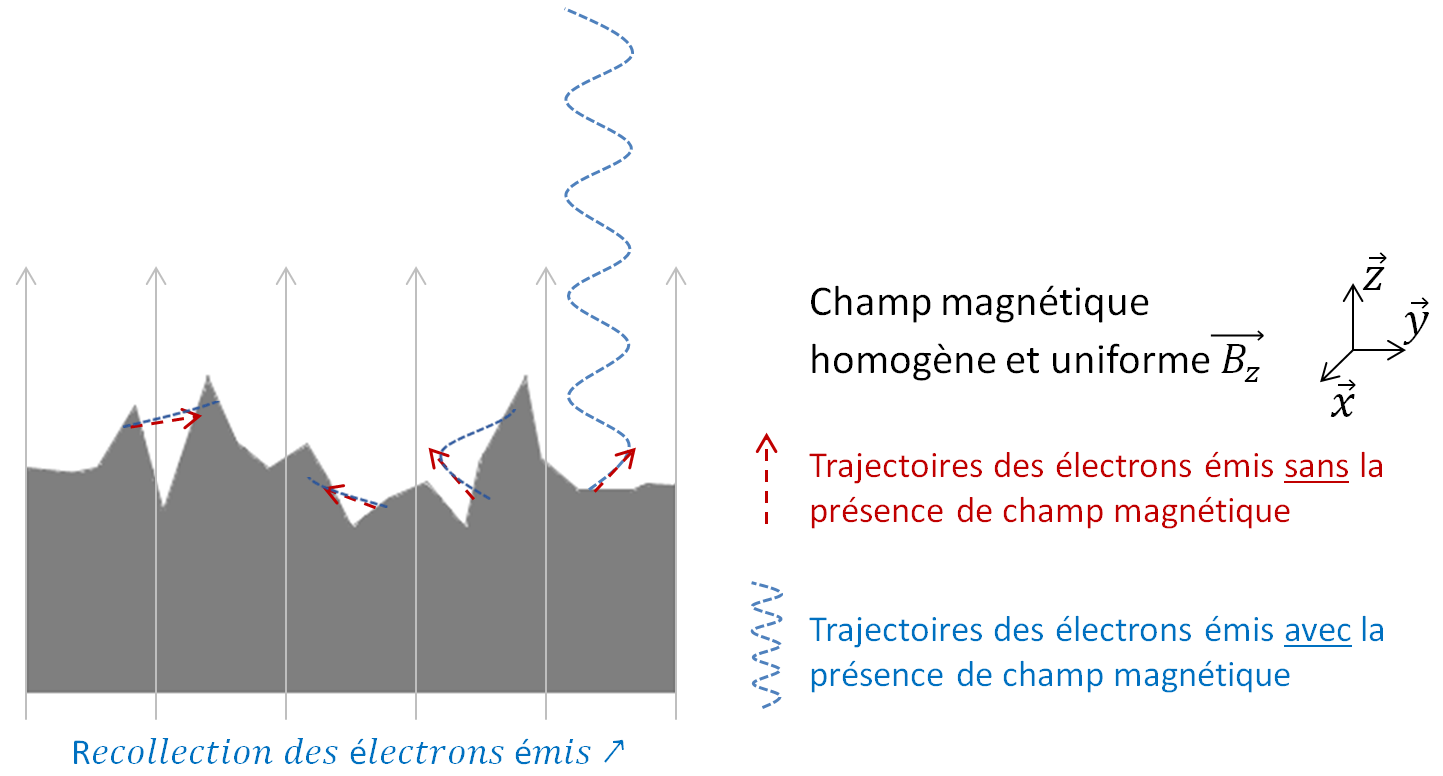 Champ magnétique
homogène et uniforme $\overrightarrow{B_z}$
$\vec{z}$
$\vec{y}$
$\vec{x}$
Trajectoires des électrons émis sans la
présence de champ magnétique
Trajectoires des électrons émis avec la
présence de champ magnétique
Recollection des électrons émis ↗